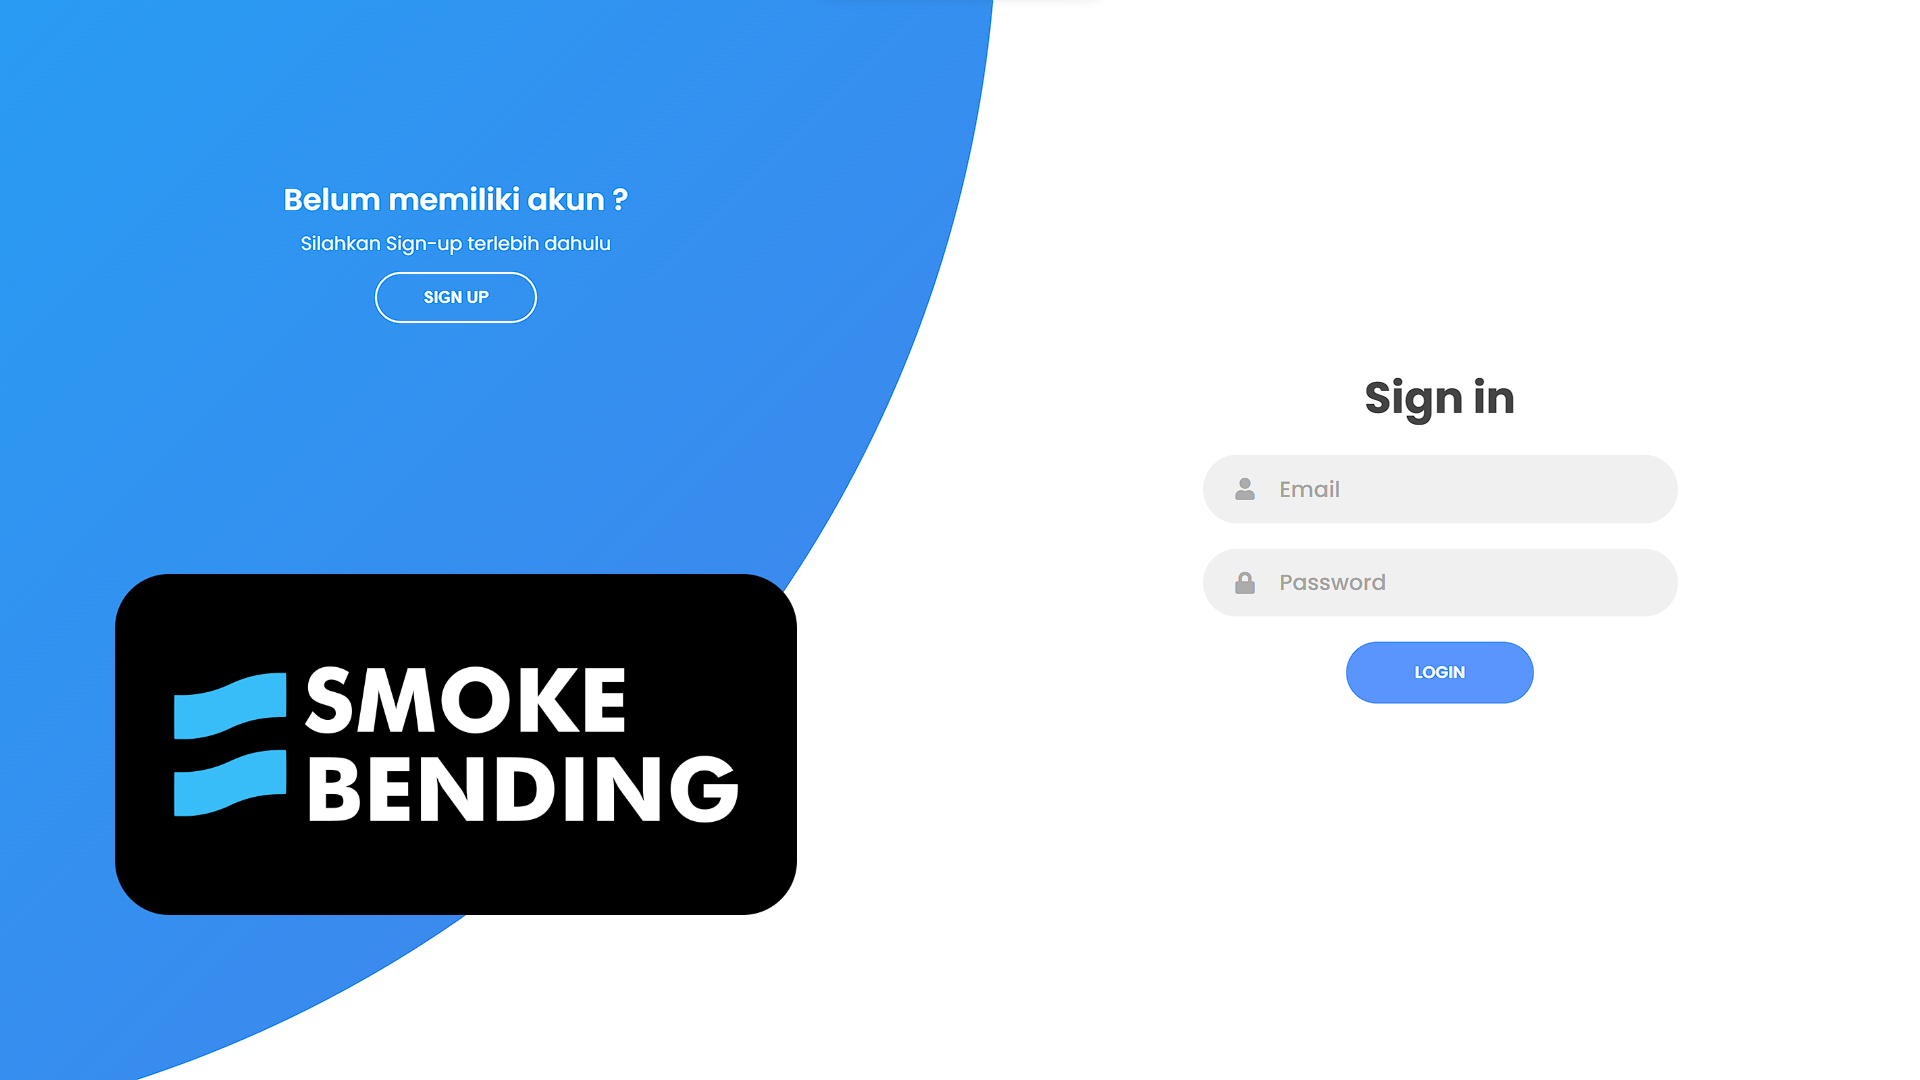 Belum memiliki akun ?
Silahkan Sign-up terlebih dahulu
SIGN UP
SMOKE
BENDING
Sign in
Email
Password
LOGIN